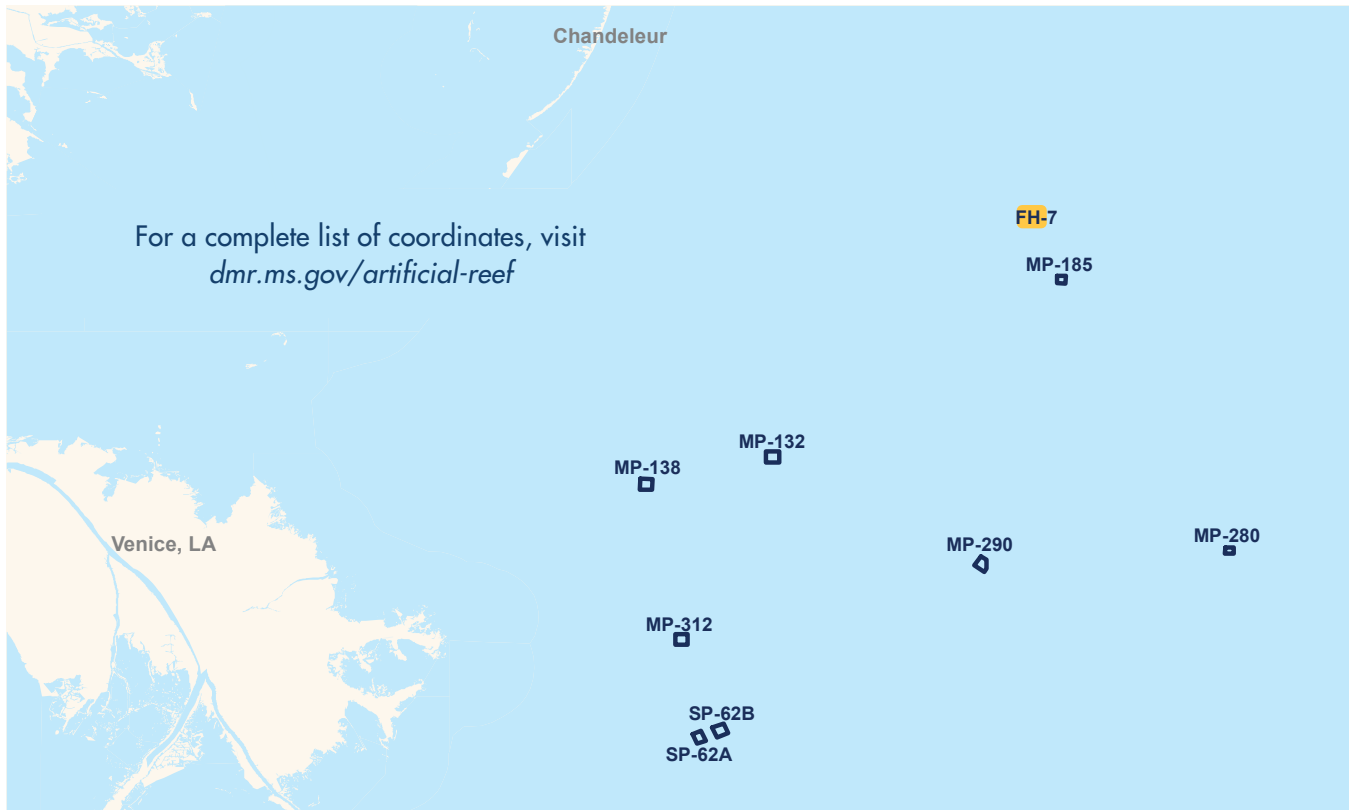 Chandeleur
FH-7
For a complete list of coordinates, visit
dmr.ms.gov/artificial-reef
MP-185
MP-132
MP-138
Venice, LA
MP-290
MP-280
MP-312
SP-62B
SP-62A